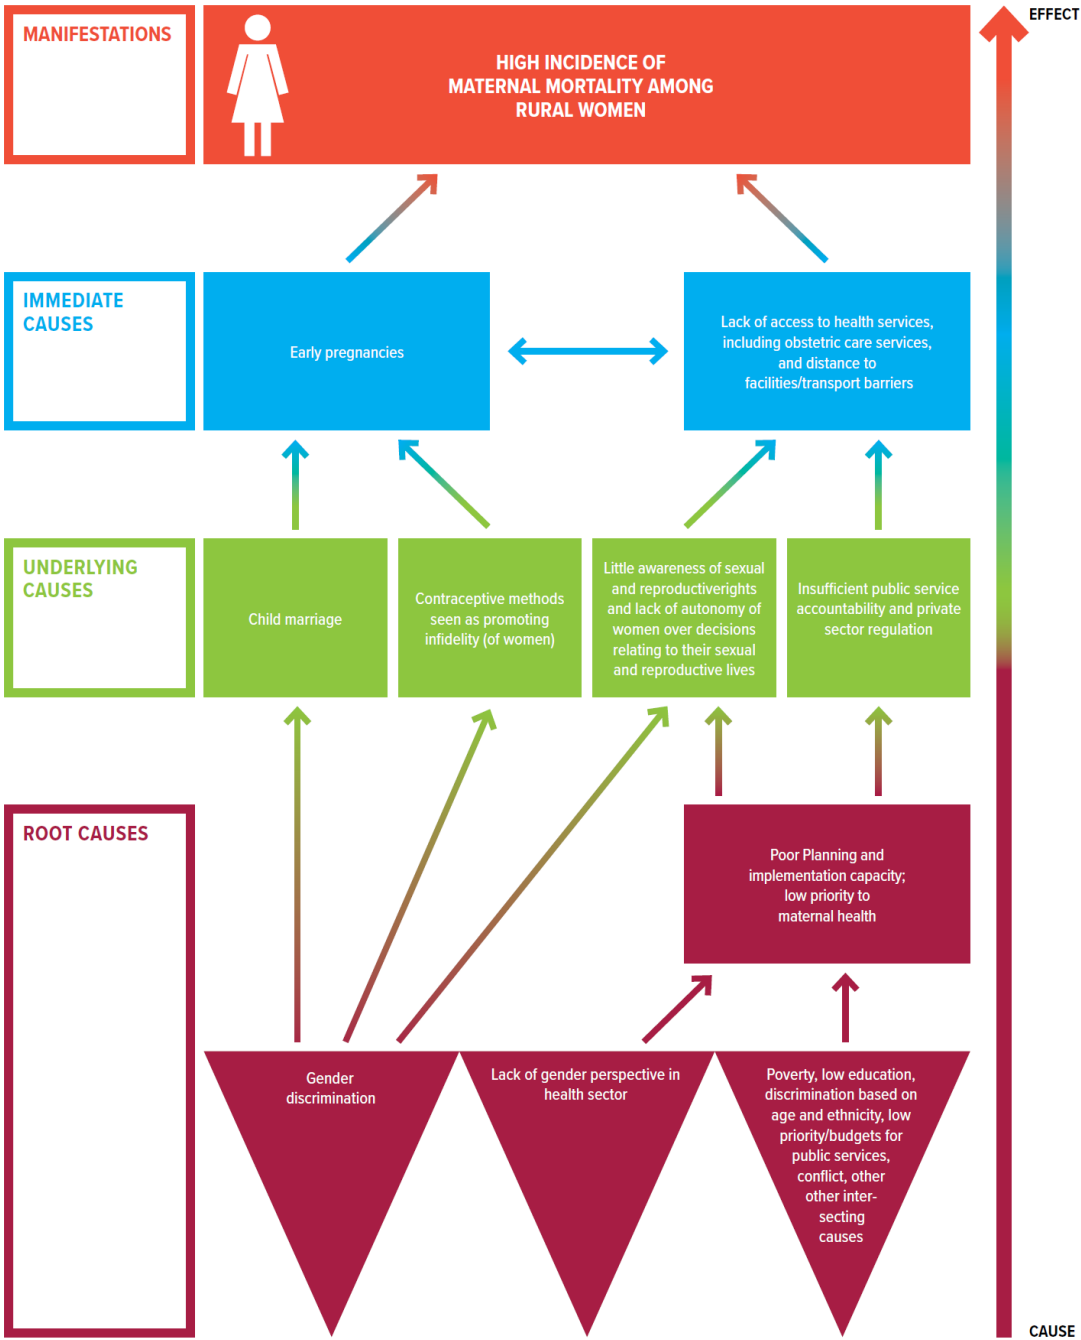 EFFECT
MANIFESTATIONS
HIGH INCIDENCE OF
MATERNAL MORTALITY AMONG
RURAL WOMEN
IMMEDIATE
CAUSES
Early pregnancies
Lack of access to health services,
including obstetric care services,
and distance to
facilities/transport barriers
UNDERLYING
CAUSES
Child marriage
Contraceptive methods
seen as promoting
infidelity (of women)
Little awareness of sexual
and reproductiverights
and lack of autonomy of
women over decisions
relating to their sexual
and reproductive lives
Insufficient public service
accountability and private
sector regulation
ROOT CAUSES
Poor Planning and
implementation capacity;
low priority to
maternal health
Gender
discrimination
Lack of gender perspective in
health sector
Poverty, low education,
discrimination based on
age and ethnicity, low
priority/budgets for
public services,
conflict, other
other inter-
secting
causes
CAUSE